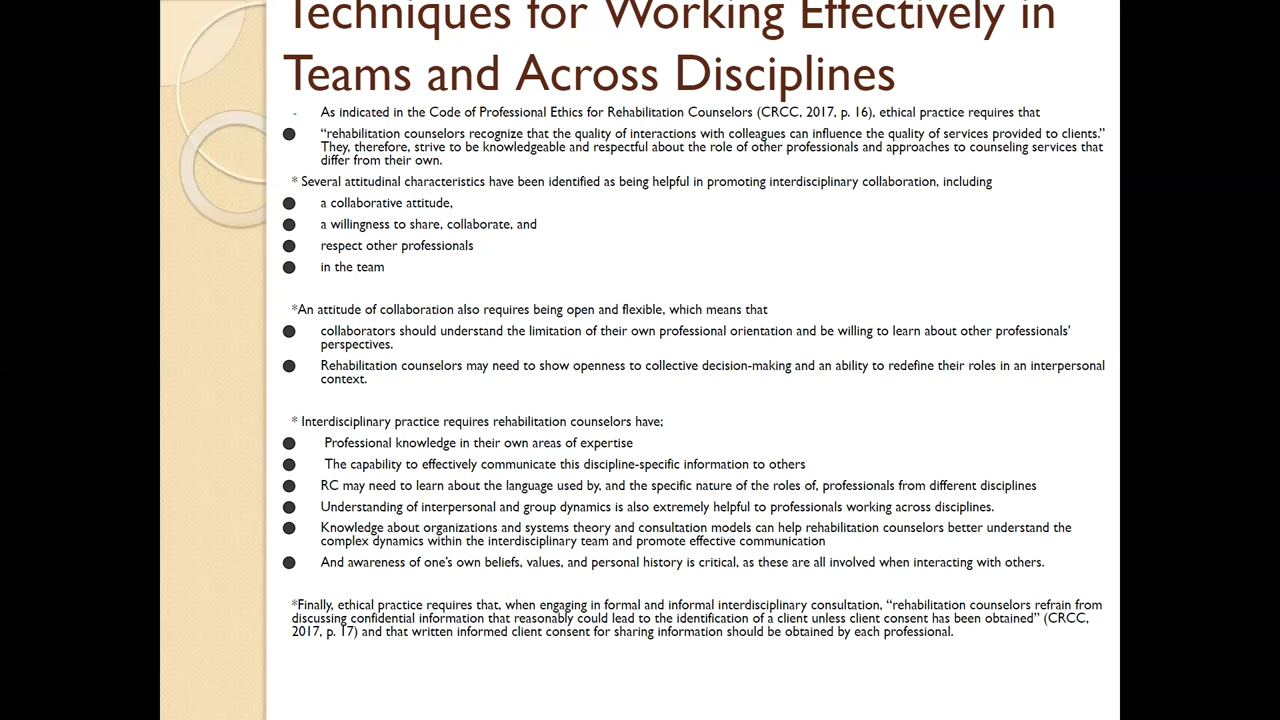 Techniques for Working Effectively in
Teams and Across Disciplines
- As indicated in the Code of Professional Ethics for Rehabilitation Counselors (CRCC, 2017, p. 16), ethical practice requires that
● “rehabilitation counselors recognize that the quality of interactions with colleagues can influence the quality of services provided to clients.”
They, therefore, strive to be knowledgeable and respectful about the role of other professionals and approaches to counseling services that
differ from their own.
* Several attitudinal characteristics have been identified as being helpful in promoting interdisciplinary collaboration, including
● a collaborative attitude,
● a willingness to share, collaborate, and
● respect other professionals
● in the team
*An attitude of collaboration also requires being open and flexible, which means that
● collaborators should understand the limitation of their own professional orientation and be willing to learn about other professionals'
perspectives.
● Rehabilitation counselors may need to show openness to collective decision-making and an ability to redefine their roles in an interpersonal
context.
* Interdisciplinary practice requires rehabilitation counselors have;
● Professional knowledge in their own areas of expertise
● The capability to effectively communicate this discipline-specific information to others
● RC may need to learn about the language used by, and the specific nature of the roles of, professionals from different disciplines
● Understanding of interpersonal and group dynamics is also extremely helpful to professionals working across disciplines.
● Knowledge about organizations and systems theory and consultation models can help rehabilitation counselors better understand the
complex dynamics within the interdisciplinary team and promote effective communication
● And awareness of one’s own beliefs, values, and personal history is critical, as these are all involved when interacting with others.
*Finally, ethical practice requires that, when engaging in formal and informal interdisciplinary consultation, “rehabilitation counselors refrain from
discussing confidential information that reasonably could lead to the identification of a client unless client consent has been obtained” (CRCC,
2017, p. 17) and that written informed client consent for sharing information should be obtained by each professional.